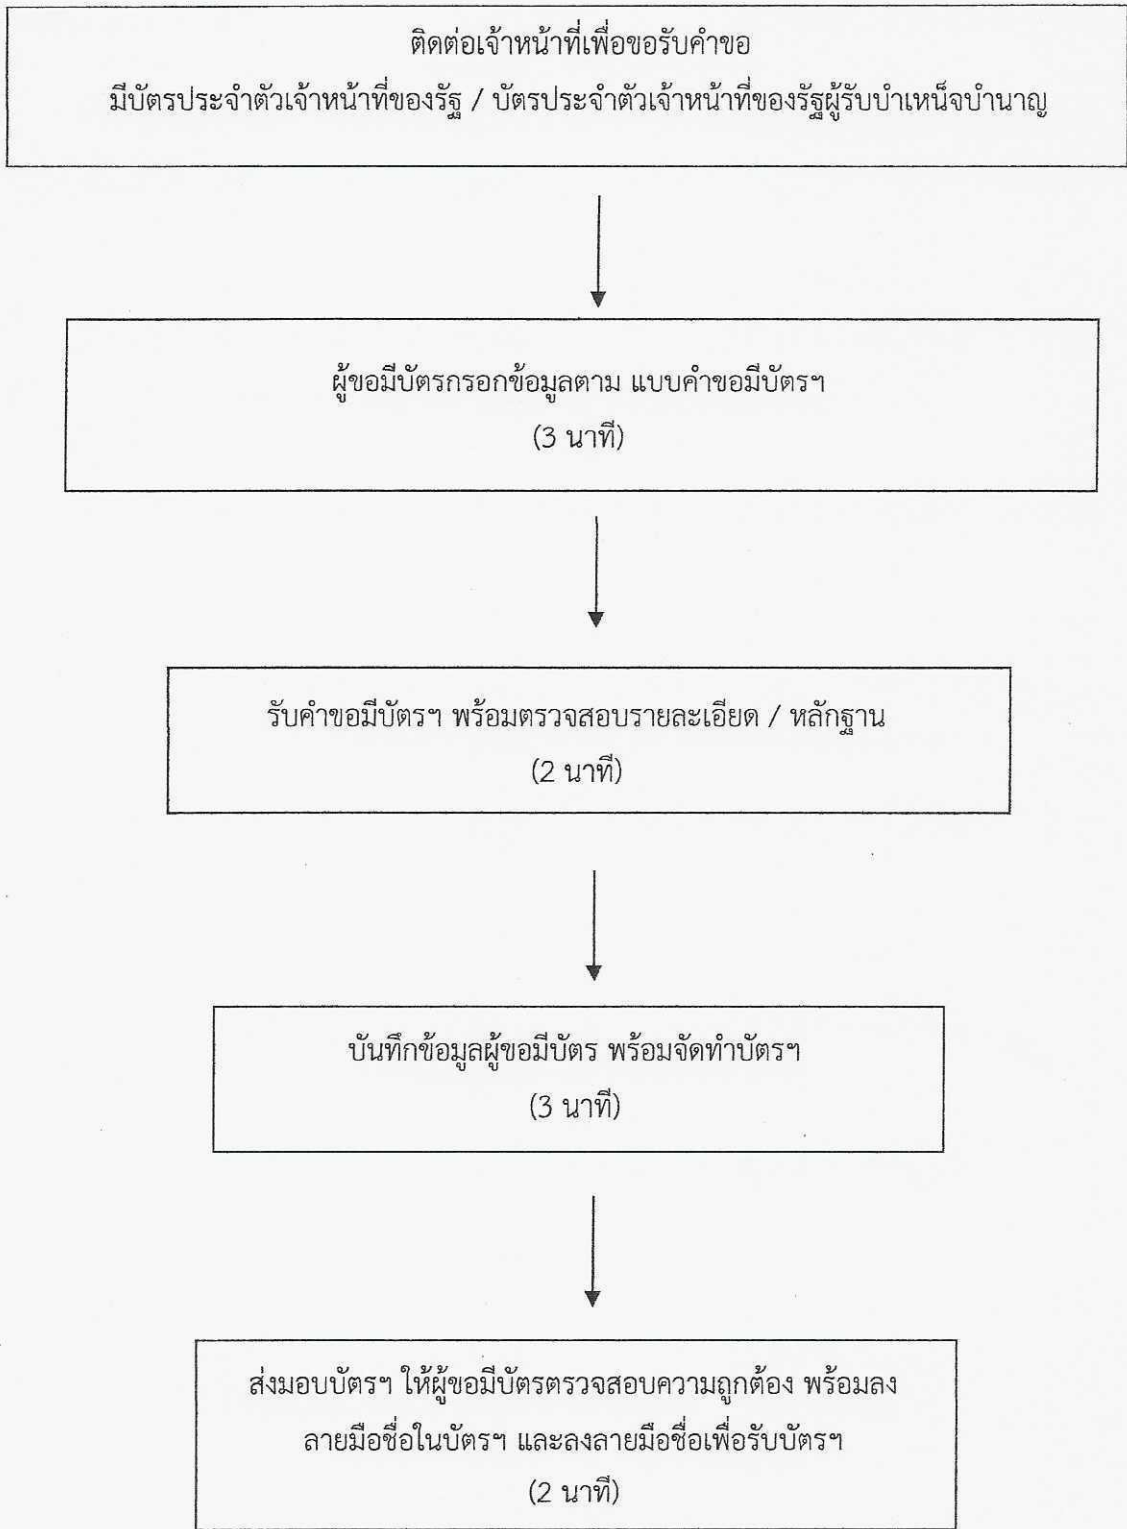 ติดต่อเจ้าหน้าที่เพื่อขอรับคำขอ
มีบัตรประจำตัวเจ้าหน้าที่ของรัฐ / บัตรประจำตัวเจ้าหน้าที่ของรัฐผู้รับบำเหน็จบำนาญ
ผู้ขอมีบัตรกรอกข้อมูลตาม แบบคำขอมีบัตรฯ
(3 นาที)
รับคำขอมีบัตรฯ พร้อมตรวจสอบรายละเอียด / หลักฐาน
(2 นาที)
บันทึกข้อมูลผู้ขอมีบัตร พร้อมจัดทำบัตรฯ
(3 นาที)
ส่งมอบบัตรฯ ให้ผู้ขอมีบัตรตรวจสอบความถูกต้อง พร้อมลง
ลายมือชื่อในบัตรฯ และลงลายมือชื่อเพื่อรับบัตรฯ
(2 นาที)